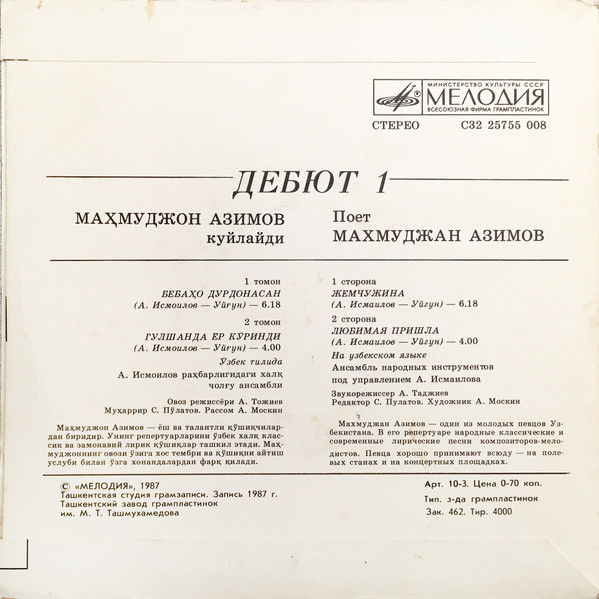 МИНИСТЕРСТВО КУЛЬТУРЫ СССР
МЕЛОДИЯ
ВСЕСОЮЗНАЯ ФИРМА ГРАМПЛАСТИНОК
СТЕРЕО С32 25755 008
ДЕБЮТ 1
МАҲМУДЖОН АЗИМОВ
куйлайди
1 томон
БЕБАҲО ДУРДОНАСАН
(А. Исмоилов — Уйғун) — 6.18
2 томон
ГУЛШАНДА ЕР КУРИНДИ
(А. Исмоилов — Уйғун) — 4.00
Узбек тилида
А. Исмоилов раҳбарлигидаги халқ
чолғу ансамбли
Овоз режиссёри А. Тожиев
Муҳаррир С. Пўлатов. Рассом А. Москин
Маҳмуджон Азимов — ёш ва талантли қўшиқчилар-
дан биридир. Унинг репертуарларини ўзбек халқ клас-
сик ва замонавий лирик қўшиқлар ташкил этади. Маҳ-
муджоннинг овози ўзига хос тембри ва қўшиқни айтиш
услуби билан ўзга хонандалардан фарқ қилади.
Поет
МАХМУДЖАН АЗИМОВ
1 сторона
ЖЕМЧУЖИНА
(А. Исмаилов — Уйгун) — 6.18
2 сторона
ЛЮБИМАЯ ПРИШЛА
(А. Исмаилов — Уйгун) — 4.00
На узбекском языке
Ансамбль народных инструментов
под управлением А. Исмаилова
Звукорежиссер А. Таджиев
Редактор С. Пулатов. Художник А. Москин
Махмуджан Азимов — один из молодых певцов Уз-
бекистана. В его репертуаре народные классические и
современные лирические песни композиторов-мело-
дистов. Певца хорошо принимают всюду — на по-
левых станах и на концертных площадках.
© «МЕЛОДИЯ», 1987
Ташкентская студия грамзаписи. Запись 1987 г.
Ташкентский завод грампластинок
им. М. Т. Ташмухамедова
Арт. 10-3. Цена 0-70 коп.
Тип. з-да грампластинок
Зак. 462. Тир. 4000